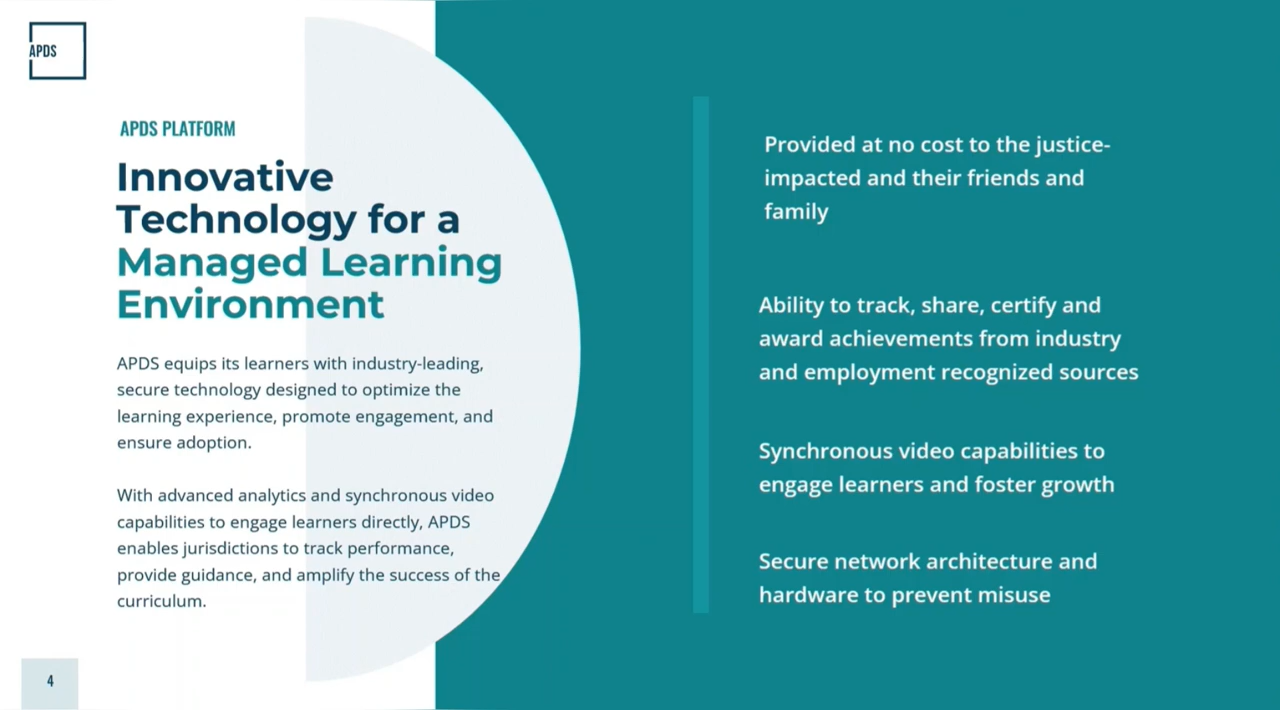 APDS
APDS PLATFORM
Innovative
Technology for a
Managed Learning
Environment
APDS equips its learners with industry-leading,
secure technology designed to optimize the
learning experience, promote engagement, and
ensure adoption.
With advanced analytics and synchronous video
capabilities to engage learners directly, APDS
enables jurisdictions to track performance,
provide guidance, and amplify the success of the
curriculum.
4
Provided at no cost to the justice-
impacted and their friends and
family
Ability to track, share, certify and
award achievements from industry
and employment recognized sources
Synchronous video capabilities to
engage learners and foster growth
Secure network architecture and
hardware to prevent misuse